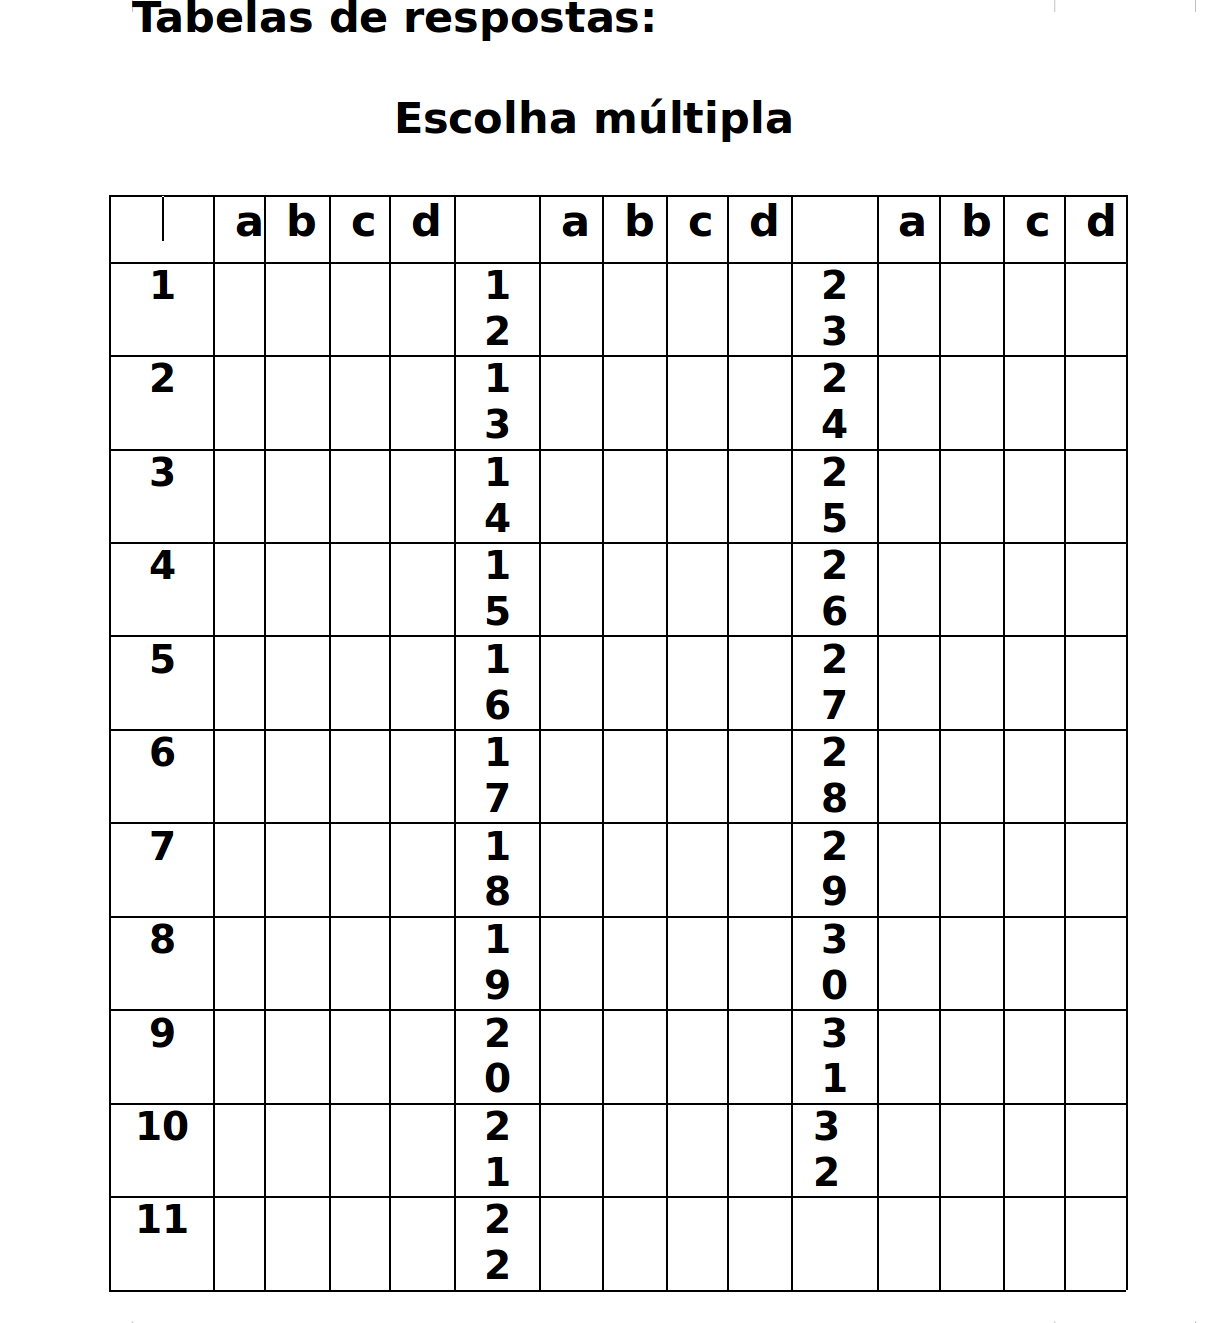 Tabelas de respostas:
Escolha múltipla
a b c d a b c d a b c d
1 12 23
2 13 24
3 14 25
4 15 26
5 16 27
6 17 28
7 18 29
8 19 30
9 20 31
10 21 32
11 22